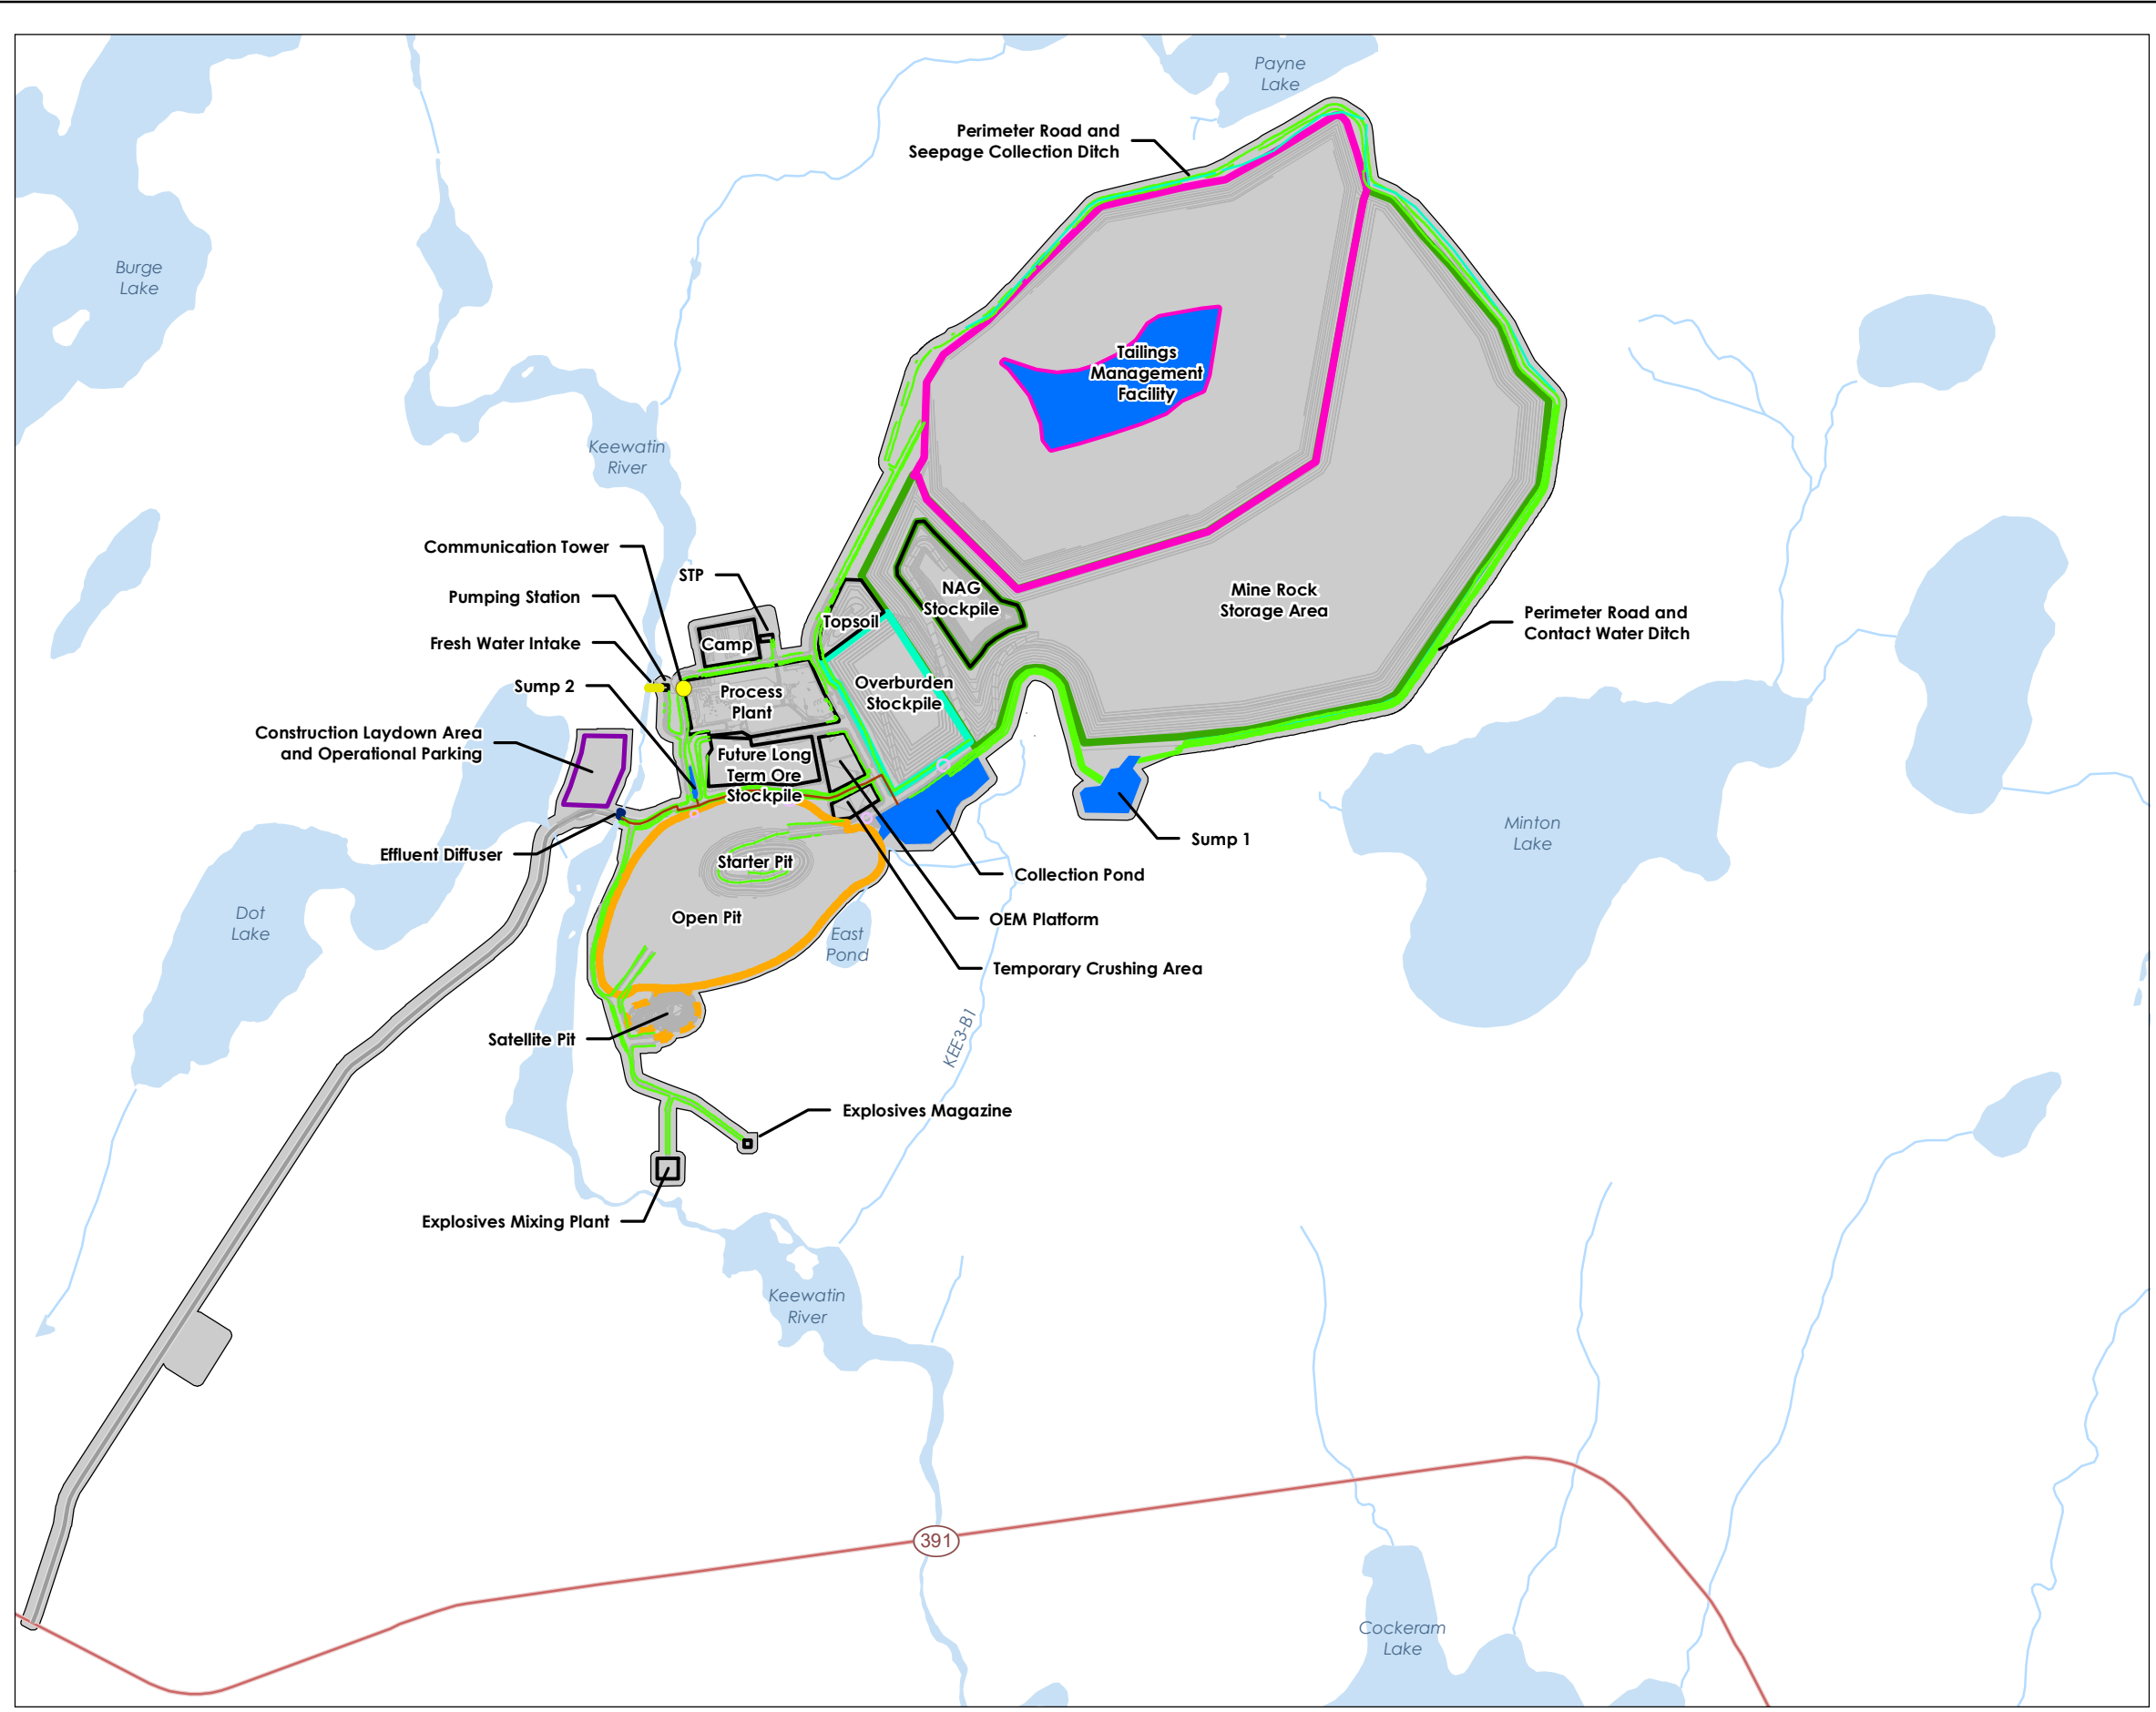 Payne
Lake
Perimeter Road and
Seepage Collection Ditch
Burge
Lake
Tailings
Management
Facility
Keewatin
River
Communication Tower
STP
Pumping Station
NAG
Stockpile
Mine Rock
Storage Area
Perimeter Road and
Contact Water Ditch
Topsoil
Fresh Water Intake
Camp
Sump 2
Process
Plant
Overburden
Stockpile
Construction Laydown Area
and Operational Parking
Future Long
Term Ore
Stockpile
Minton
Lake
Sump 1
Effluent Diffuser
Starter Pit
Collection Pond
Dot
Lake
Open Pit
OEM Platform
East
Pond
Temporary Crushing Area
Satellite Pit
KEE3-B1
Explosives Magazine
Explosives Mixing Plant
Keewatin
River
391
Cockeram
Lake